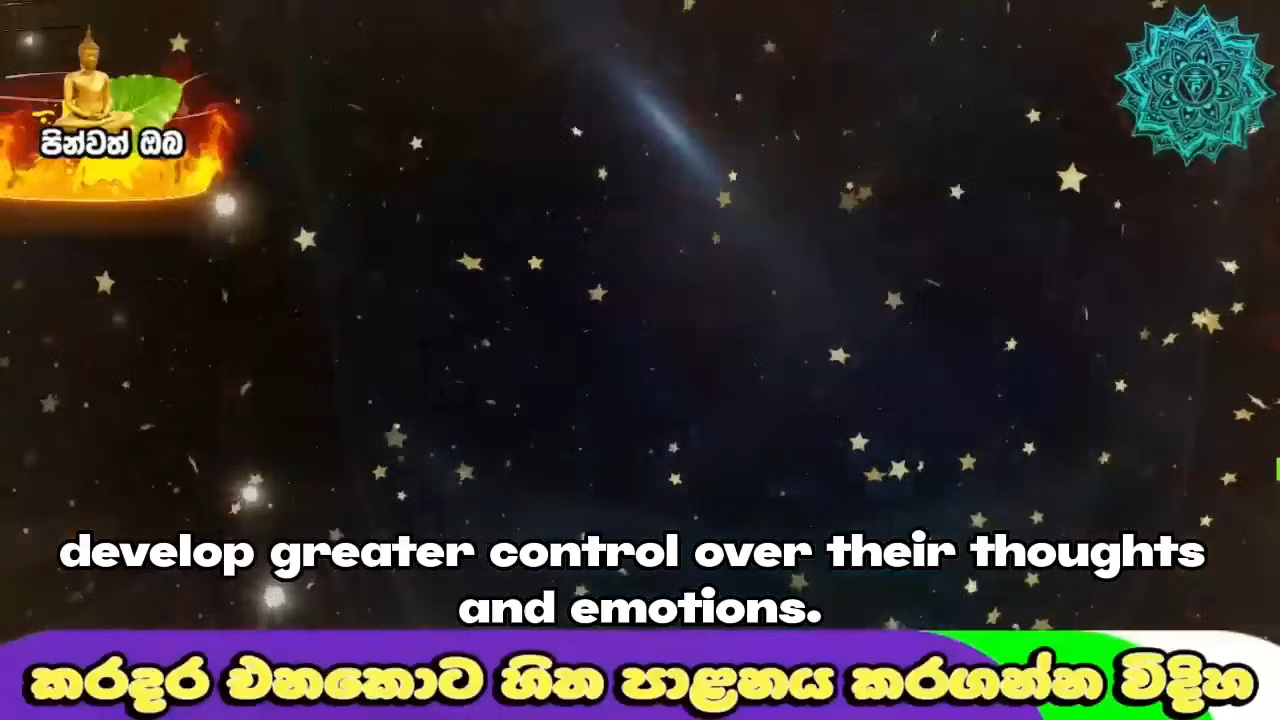 පින්වත් ඔබ
develop greater control over their thoughts
and emotions.
කරදර එනකොට හිත පාළනය කරගන්න විදිහ